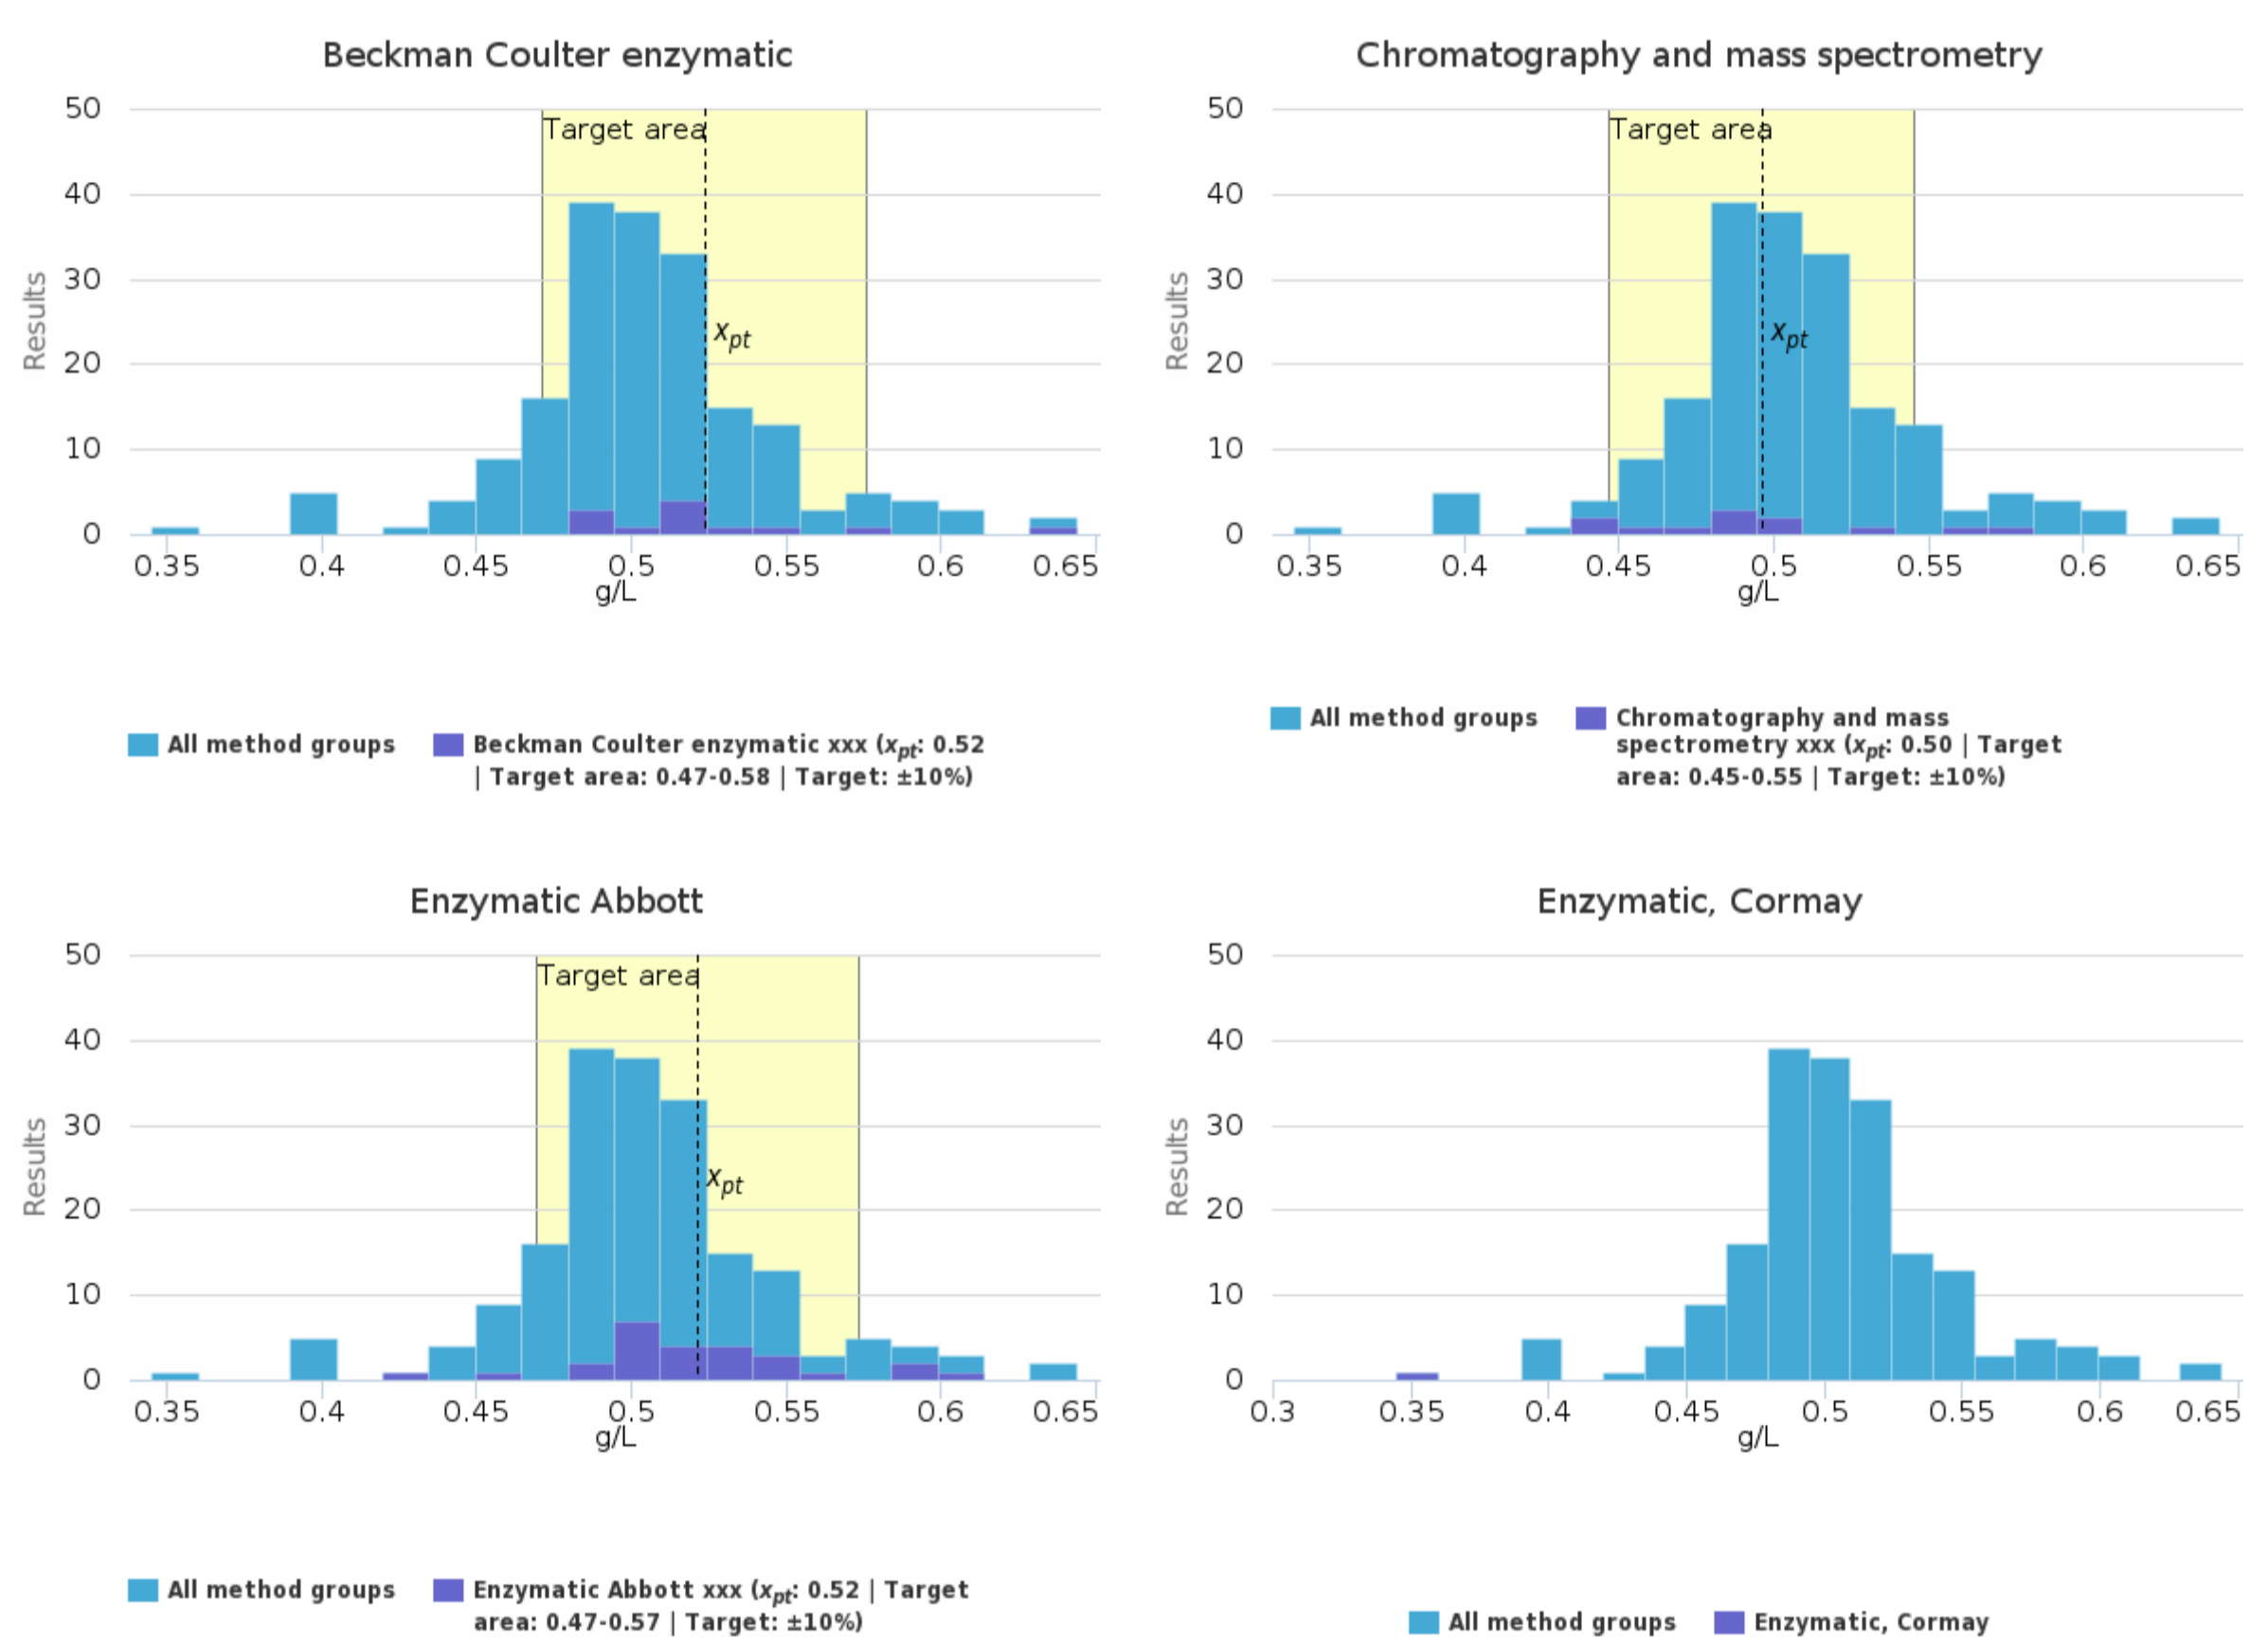 Beckman Coulter enzymatic
50
Target area
40
30
x_pt
20
10
0
Results
0.35 0.4 0.45 0.5 0.55 0.6 0.65
g/L
All method groups
Beckman Coulter enzymatic xxx (x_pt: 0.52
| Target area: 0.47-0.58 | Target: ±10%)
Chromatography and mass spectrometry
50
Target area
40
30
x_pt
20
10
0
Results
0.35 0.4 0.45 0.5 0.55 0.6 0.65
g/L
All method groups
Chromatography and mass
spectrometry xxx (x_pt: 0.50 | Target
area: 0.45-0.55 | Target: ±10%)
Enzymatic Abbott
50
Target area
40
30
x_pt
20
10
0
Results
0.35 0.4 0.45 0.5 0.55 0.6 0.65
g/L
All method groups
Enzymatic Abbott xxx (x_pt: 0.52 | Target
area: 0.47-0.57 | Target: ±10%)
Enzymatic, Cormay
50
40
30
20
10
0
Results
0.3 0.35 0.4 0.45 0.5 0.55 0.6 0.65
g/L
All method groups
Enzymatic, Cormay